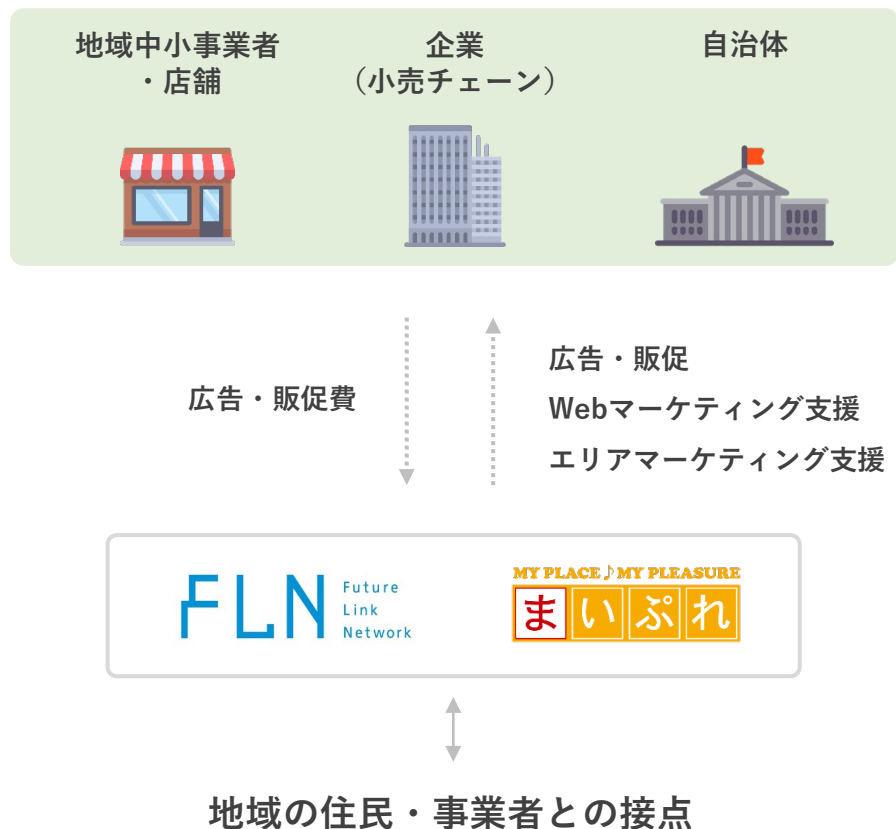 地域中小事業者
・店舗
企業
（小売チェーン）
自治体
広告・販促費
広告・販促
Webマーケティング支援
エリアマーケティング支援
FLN
Future
Link
Network
MY PLACE♪MY PLEASURE
まいぷれ
地域の住民・事業者との接点